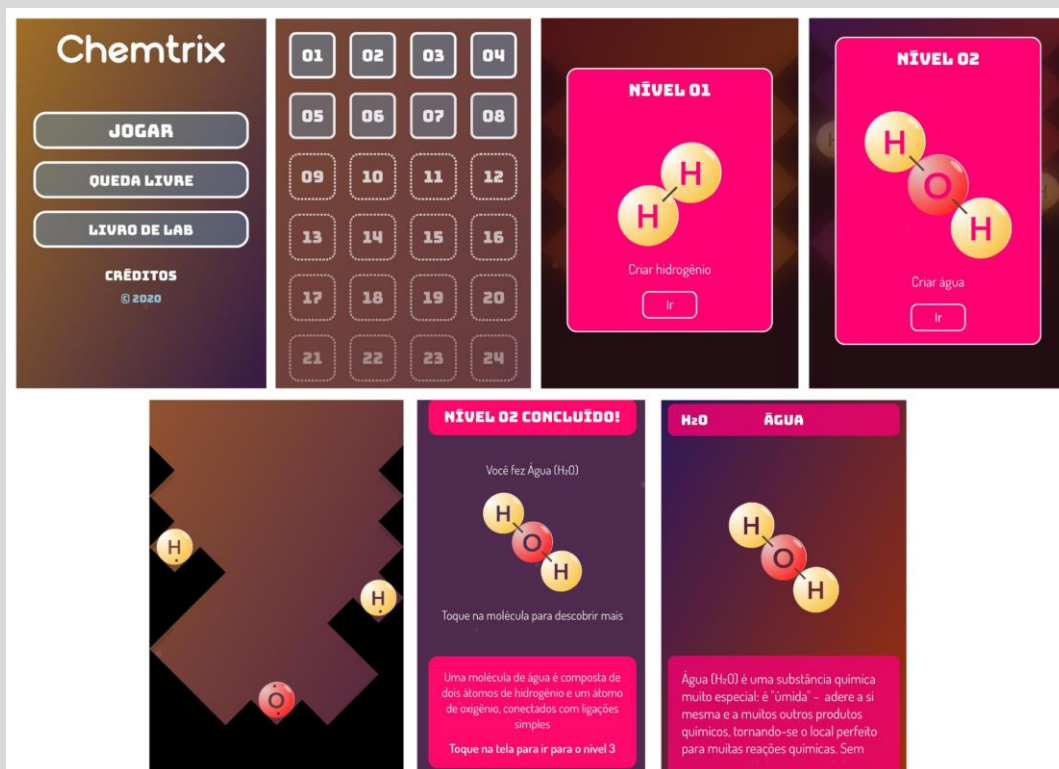 Chemtrix
JOGAR
QUEDA LIVRE
LIVRO DE LAB
CRÉDITOS
© 2020
01 02 03 04
05 06 07 08
09 10 11 12
13 14 15 16
17 18 19 20
21 22 23 24
NÍVEL 01
H
H
Criar hidrogênio
Ir
NÍVEL 02
H
O
H
Criar água
Ir
H
H
O
NÍVEL 02 CONCLUÍDO!
Você fez Água (H₂O)
H
O
H
Toque na molécula para descobrir mais
Uma molécula de água é composta de
dois átomos de hidrogênio e um átomo
de oxigênio, conectados com ligações
simples
Toque na tela para ir para o nível 3
H₂O ÁGUA
H
O
H
Água (H₂O) é uma substância química
muito especial: é "úmida" - adere a si
mesma e a muitos outros produtos
químicos, tornando-se o local perfeito
para muitas reações químicas. Sem